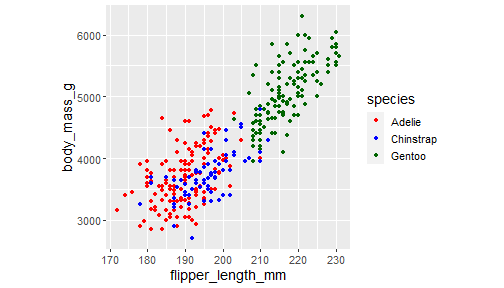 6000
5000
4000
3000
body_mass_g
170 180 190 200 210 220 230
flipper_length_mm
species
Adelie
Chinstrap
Gentoo